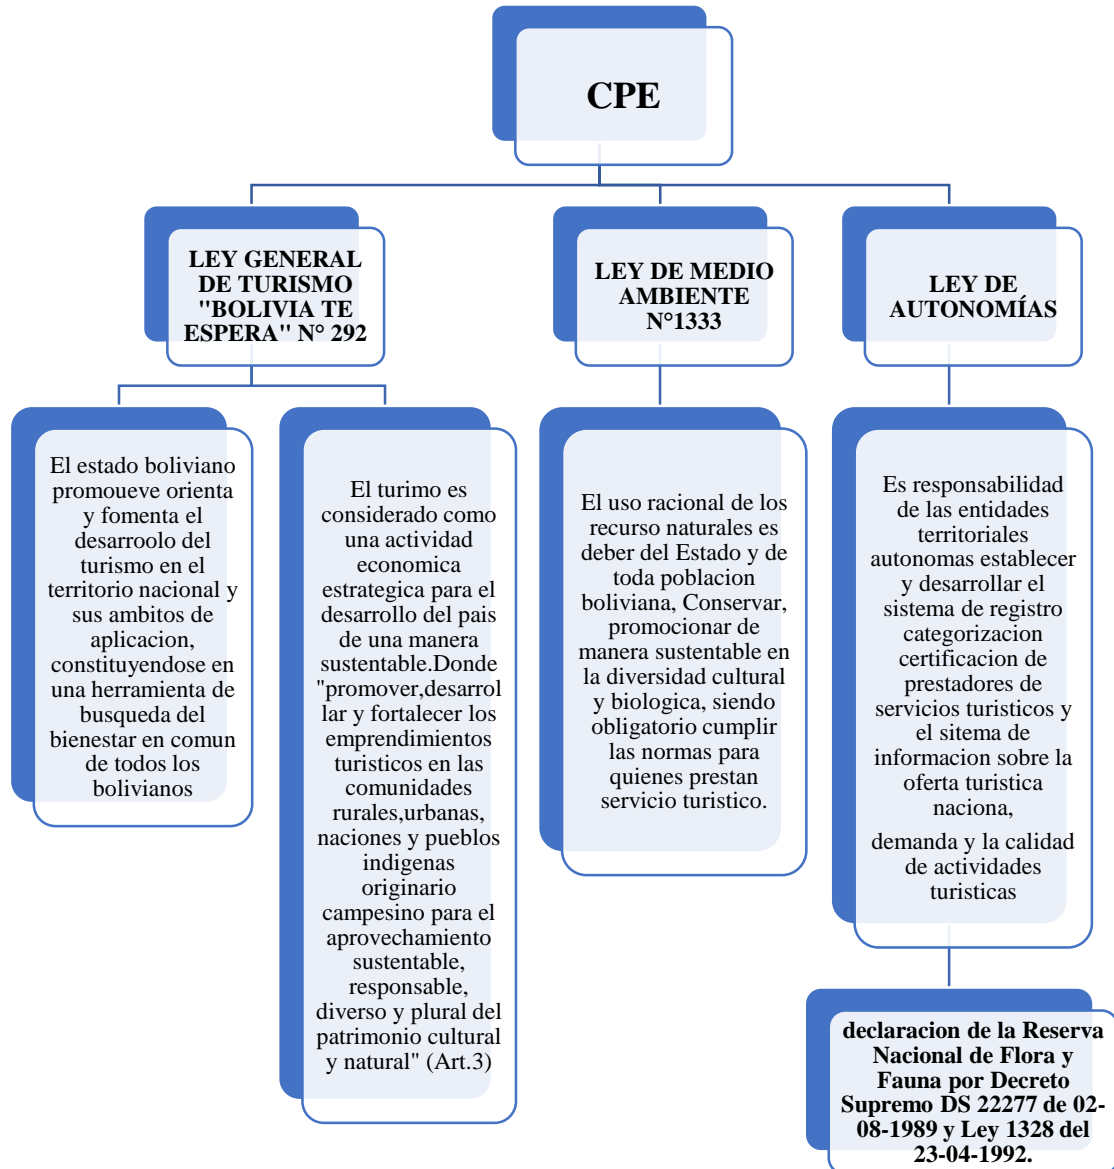 CPE
LEY GENERAL
DE TURISMO
"BOLIVIA TE
ESPERA" N° 292
LEY DE MEDIO
AMBIENTE
N°1333
LEY DE
AUTONOMÍAS
El estado boliviano
promoueve orienta
y fomenta el
desarroolo del
turismo en el
territorio nacional y
sus ambitos de
aplicacion,
constituyendose en
una herramienta de
busqueda del
bienestar en comun
de todos los
bolivianos
El turimo es
considerado como
una actividad
economica
estrategica para el
desarrollo del pais
de una manera
sustentable.Donde
"promover,desarrol
lar y fortalecer los
emprendimientos
turisticos en las
comunidades
rurales,urbanas,
naciones y pueblos
indigenas
originario
campesino para el
aprovechamiento
sustentable,
responsable,
diverso y plural del
patrimonio cultural
y natural" (Art.3)
El uso racional de los
recurso naturales es
deber del Estado y de
toda poblacion
boliviana, Conservar,
promocionar de
manera sustentable en
la diversidad cultural
y biologica, siendo
obligatorio cumplir
las normas para
quienes prestan
servicio turistico.
Es responsabilidad
de las entidades
territoriales
autonomas establecer
y desarrollar el
sistema de registro
categorizacion
certificacion de
prestadores de
servicios turisticos y
el sitema de
informacion sobre la
oferta turistica
naciona,
demanda y la calidad
de actividades
turisticas
declaracion de la Reserva
Nacional de Flora y
Fauna por Decreto
Supremo DS 22277 de 02-
08-1989 y Ley 1328 del
23-04-1992.